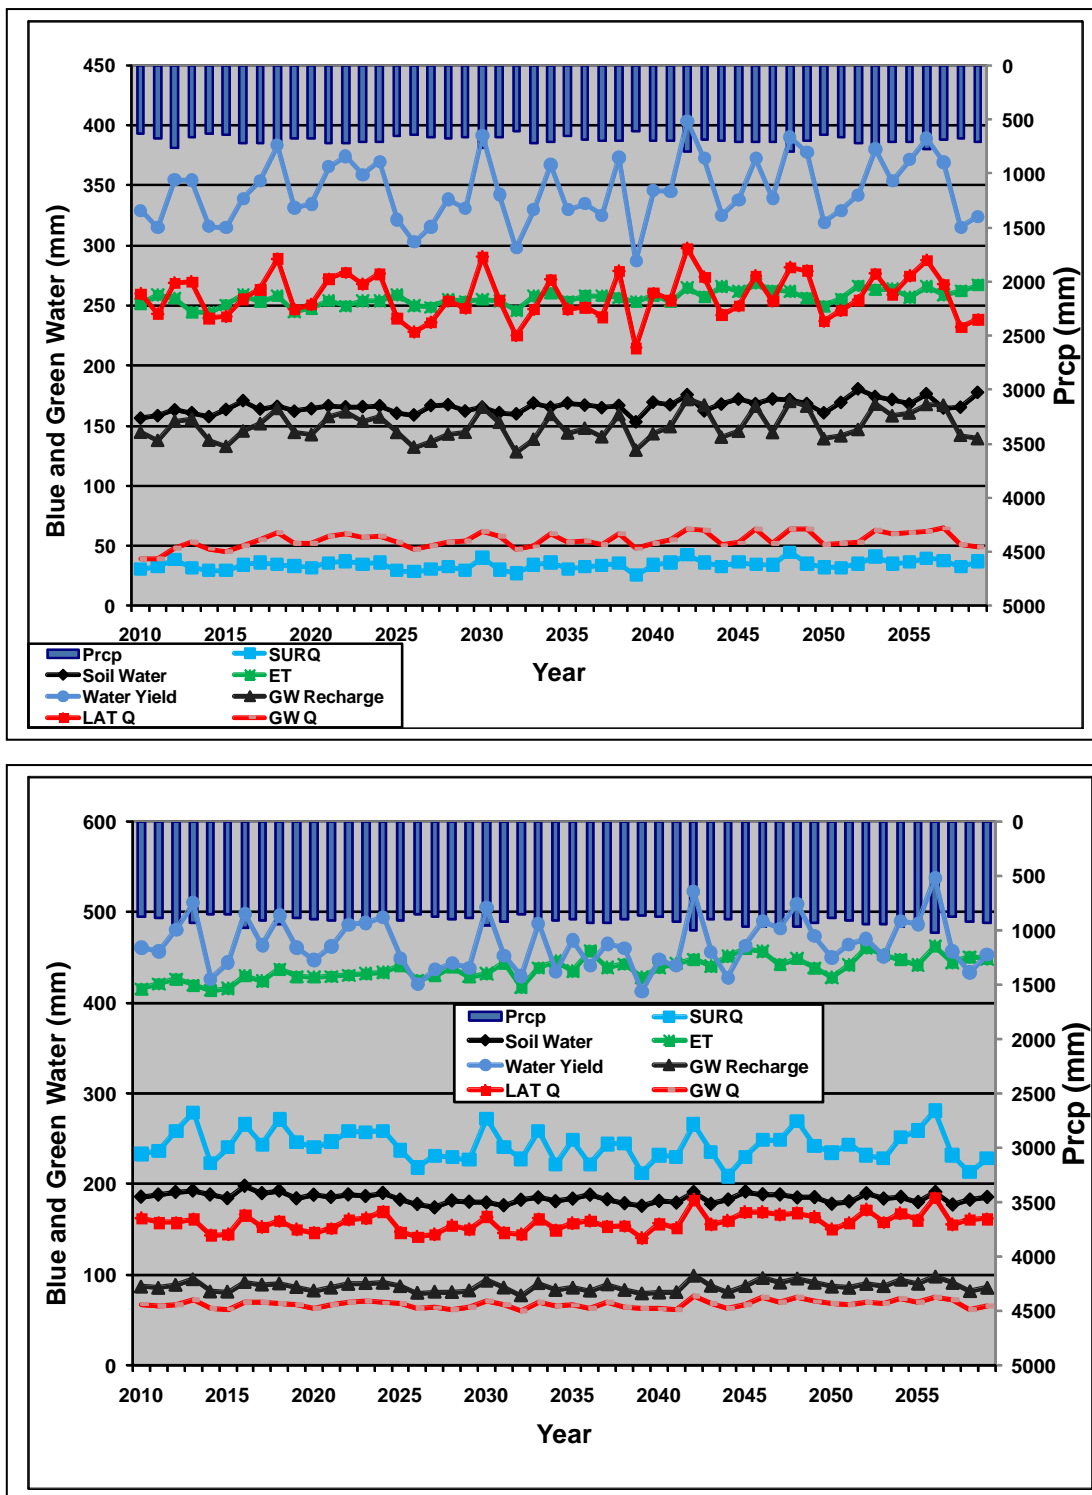 450
400
350
300
250
200
150
100
50
0
Blue and Green Water (mm)
0
500
1000
1500
2000
2500
3000
3500
4000
4500
5000
Prcp (mm)
2010 2015 2020 2025 2030 2035 2040 2045 2050 2055
Year
Prcp SURQ
Soil Water ET
Water Yield GW Recharge
LAT Q GW Q
600
500
400
300
200
100
0
Blue and Green Water (mm)
0
500
1000
1500
2000
2500
3000
3500
4000
4500
5000
Prcp (mm)
Prcp SURQ
Soil Water ET
Water Yield GW Recharge
LAT Q GW Q
2010 2015 2020 2025 2030 2035 2040 2045 2050 2055
Year